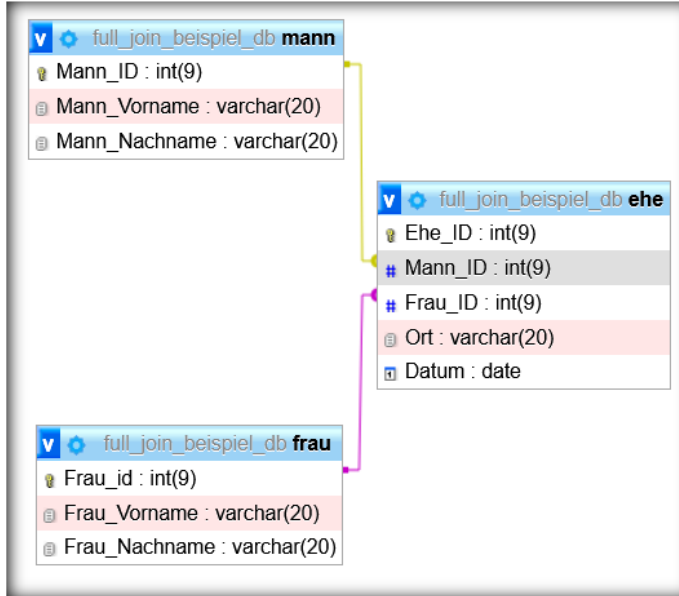 v full_join_beispiel_db mann
Mann_ID : int(9)
Mann_Vorname : varchar(20)
Mann_Nachname : varchar(20)
v full_join_beispiel_db ehe
Ehe_ID : int(9)
# Mann_ID : int(9)
# Frau_ID : int(9)
Ort : varchar(20)
Datum : date
v full_join_beispiel_db frau
Frau_id : int(9)
Frau_Vorname : varchar(20)
Frau_Nachname : varchar(20)